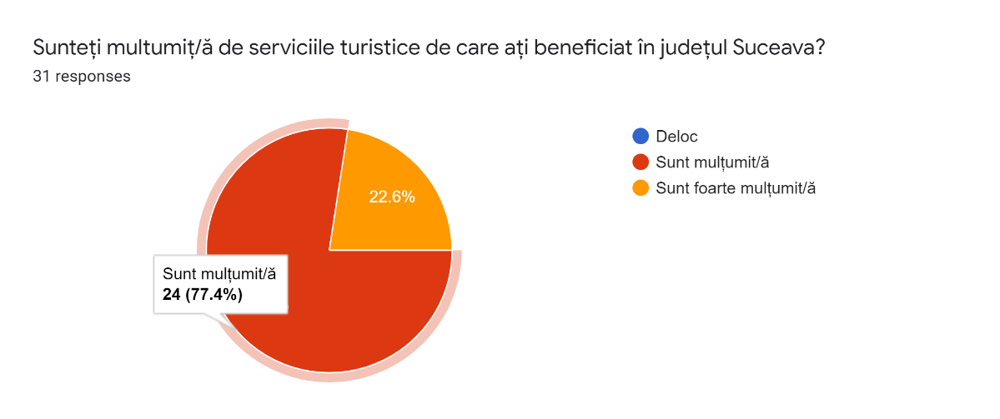 Sunteți multumiț/ă de serviciile turistice de care ați beneficiat în județul Suceava?
31 responses
22.6%
Sunt mulțumit/ă
24 (77.4%)
Deloc
Sunt mulțumit/ă
Sunt foarte mulțumit/ă